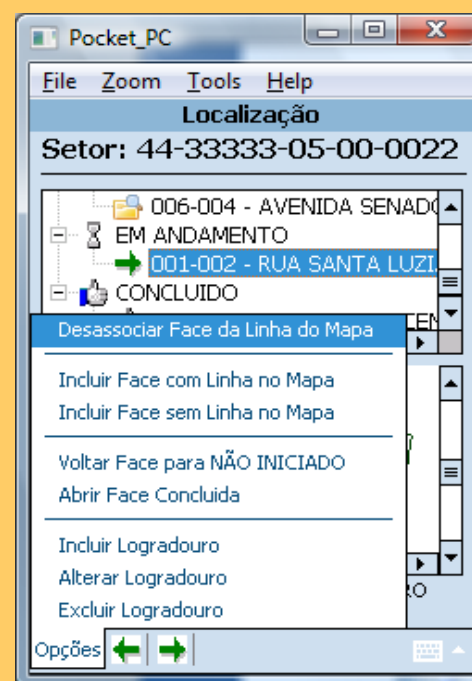 Pocket_PC
File Zoom Tools Help
Localização
Setor: 44-33333-05-00-0022
006-004 - AVENIDA SENAD
EM ANDAMENTO
001-002 - RUA SANTA LUZI
CONCLUIDO
Desassociar Face da Linha do Mapa
Incluir Face com Linha no Mapa
Incluir Face sem Linha no Mapa
Voltar Face para NÃO INICIADO
Abrir Face Concluida
Incluir Logradouro
Alterar Logradouro
Excluir Logradouro
Opções